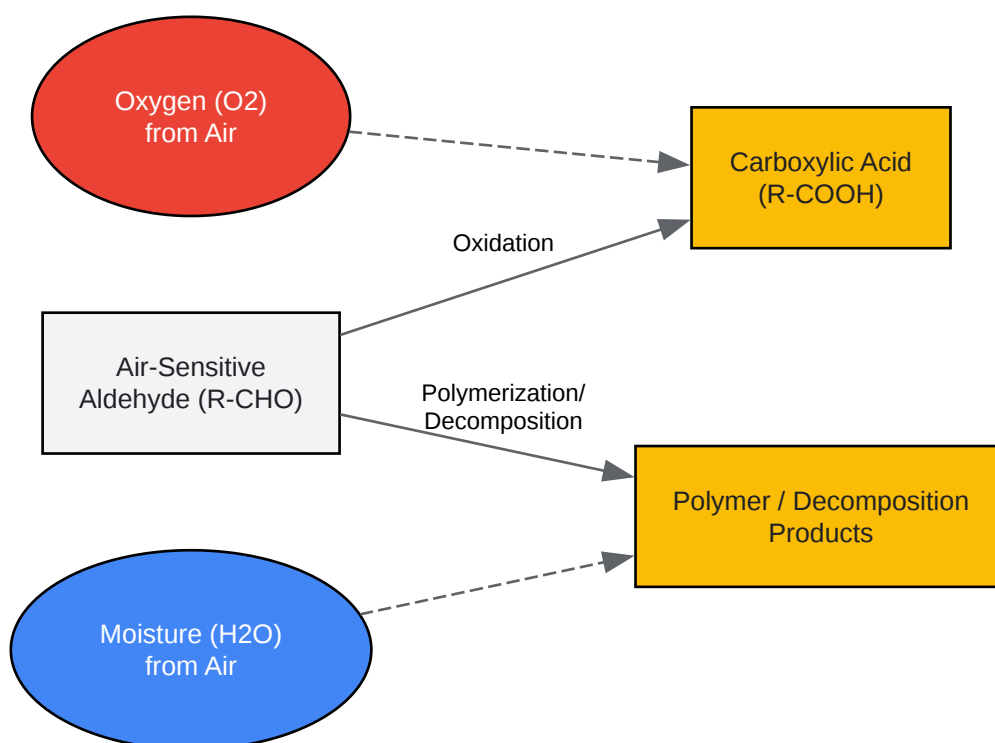 Oxygen (O2)
from Air
Carboxylic Acid
(R-COOH)
Oxidation
Air-Sensitive
Aldehyde (R-CHO)
Polymerization/
Decomposition
Polymer / Decomposition
Products
Moisture (H2O)
from Air